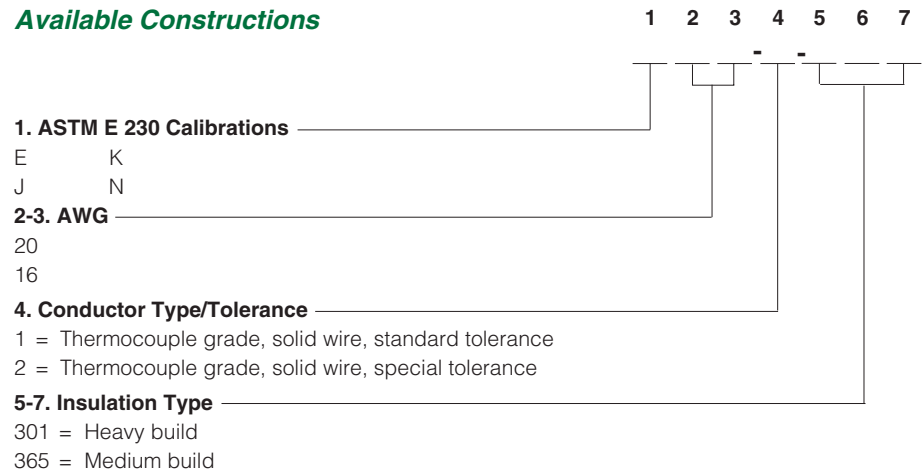 Available Constructions
1 2 3 4 5 6 7
- -
1. ASTM E 230 Calibrations
E K
J N
2-3. AWG
20
16
4. Conductor Type/Tolerance
1 = Thermocouple grade, solid wire, standard tolerance
2 = Thermocouple grade, solid wire, special tolerance
5-7. Insulation Type
301 = Heavy build
365 = Medium build